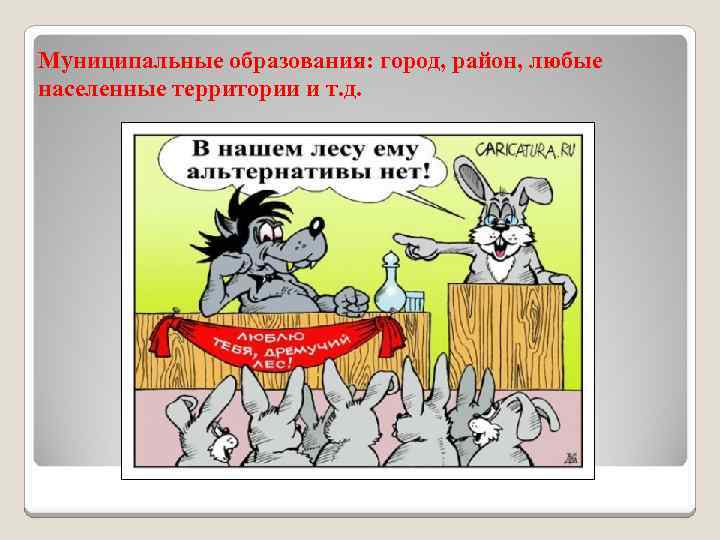 Муниципальные образования: город, район, любые
населенные территории и т.д.
В нашем лесу ему
альтернативы нет!
CARICATURA.RU
ЛЮБЛЮ
ТЕБЯ, ДРЕМУЧИЙ
ЛЕС!